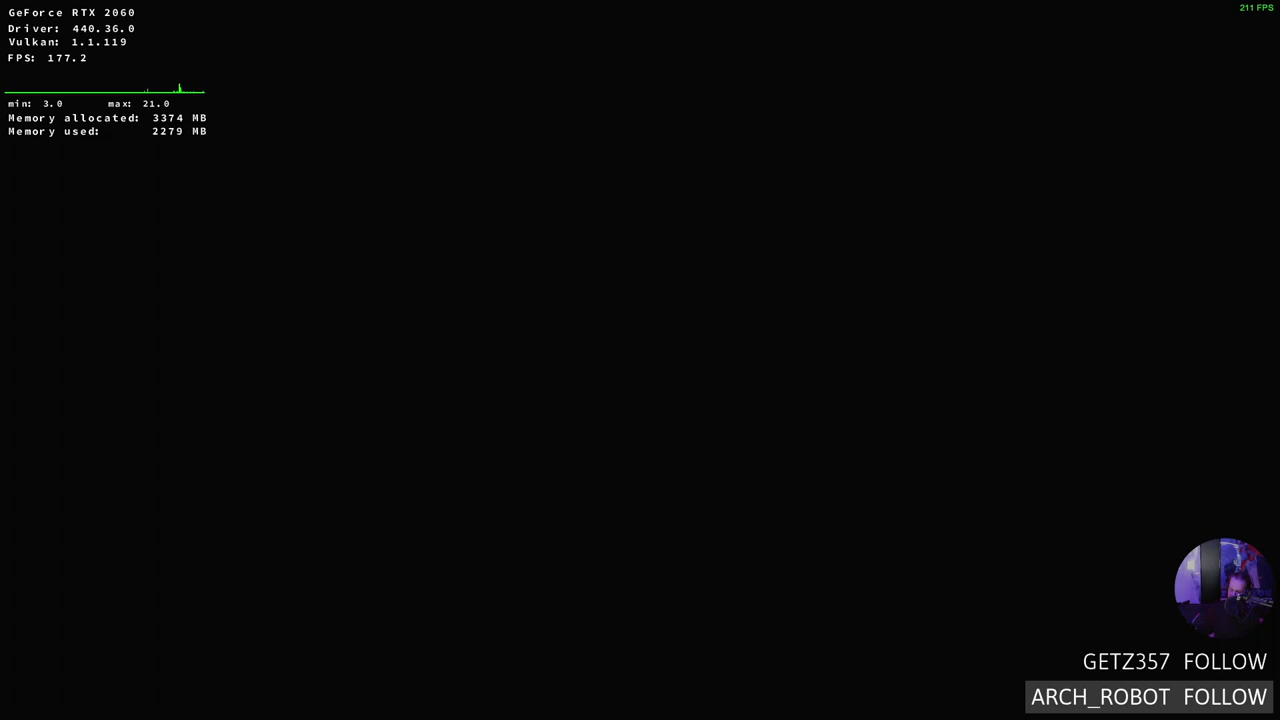 GeForce RTX 2060
Driver: 440.36.0
Vulkan: 1.1.119
FPS: 177.2
min: 3.0 max: 21.0
Memory allocated: 3374 MB
Memory used: 2279 MB
211 FPS
GETZ357 FOLLOW
ARCH_ROBOT FOLLOW